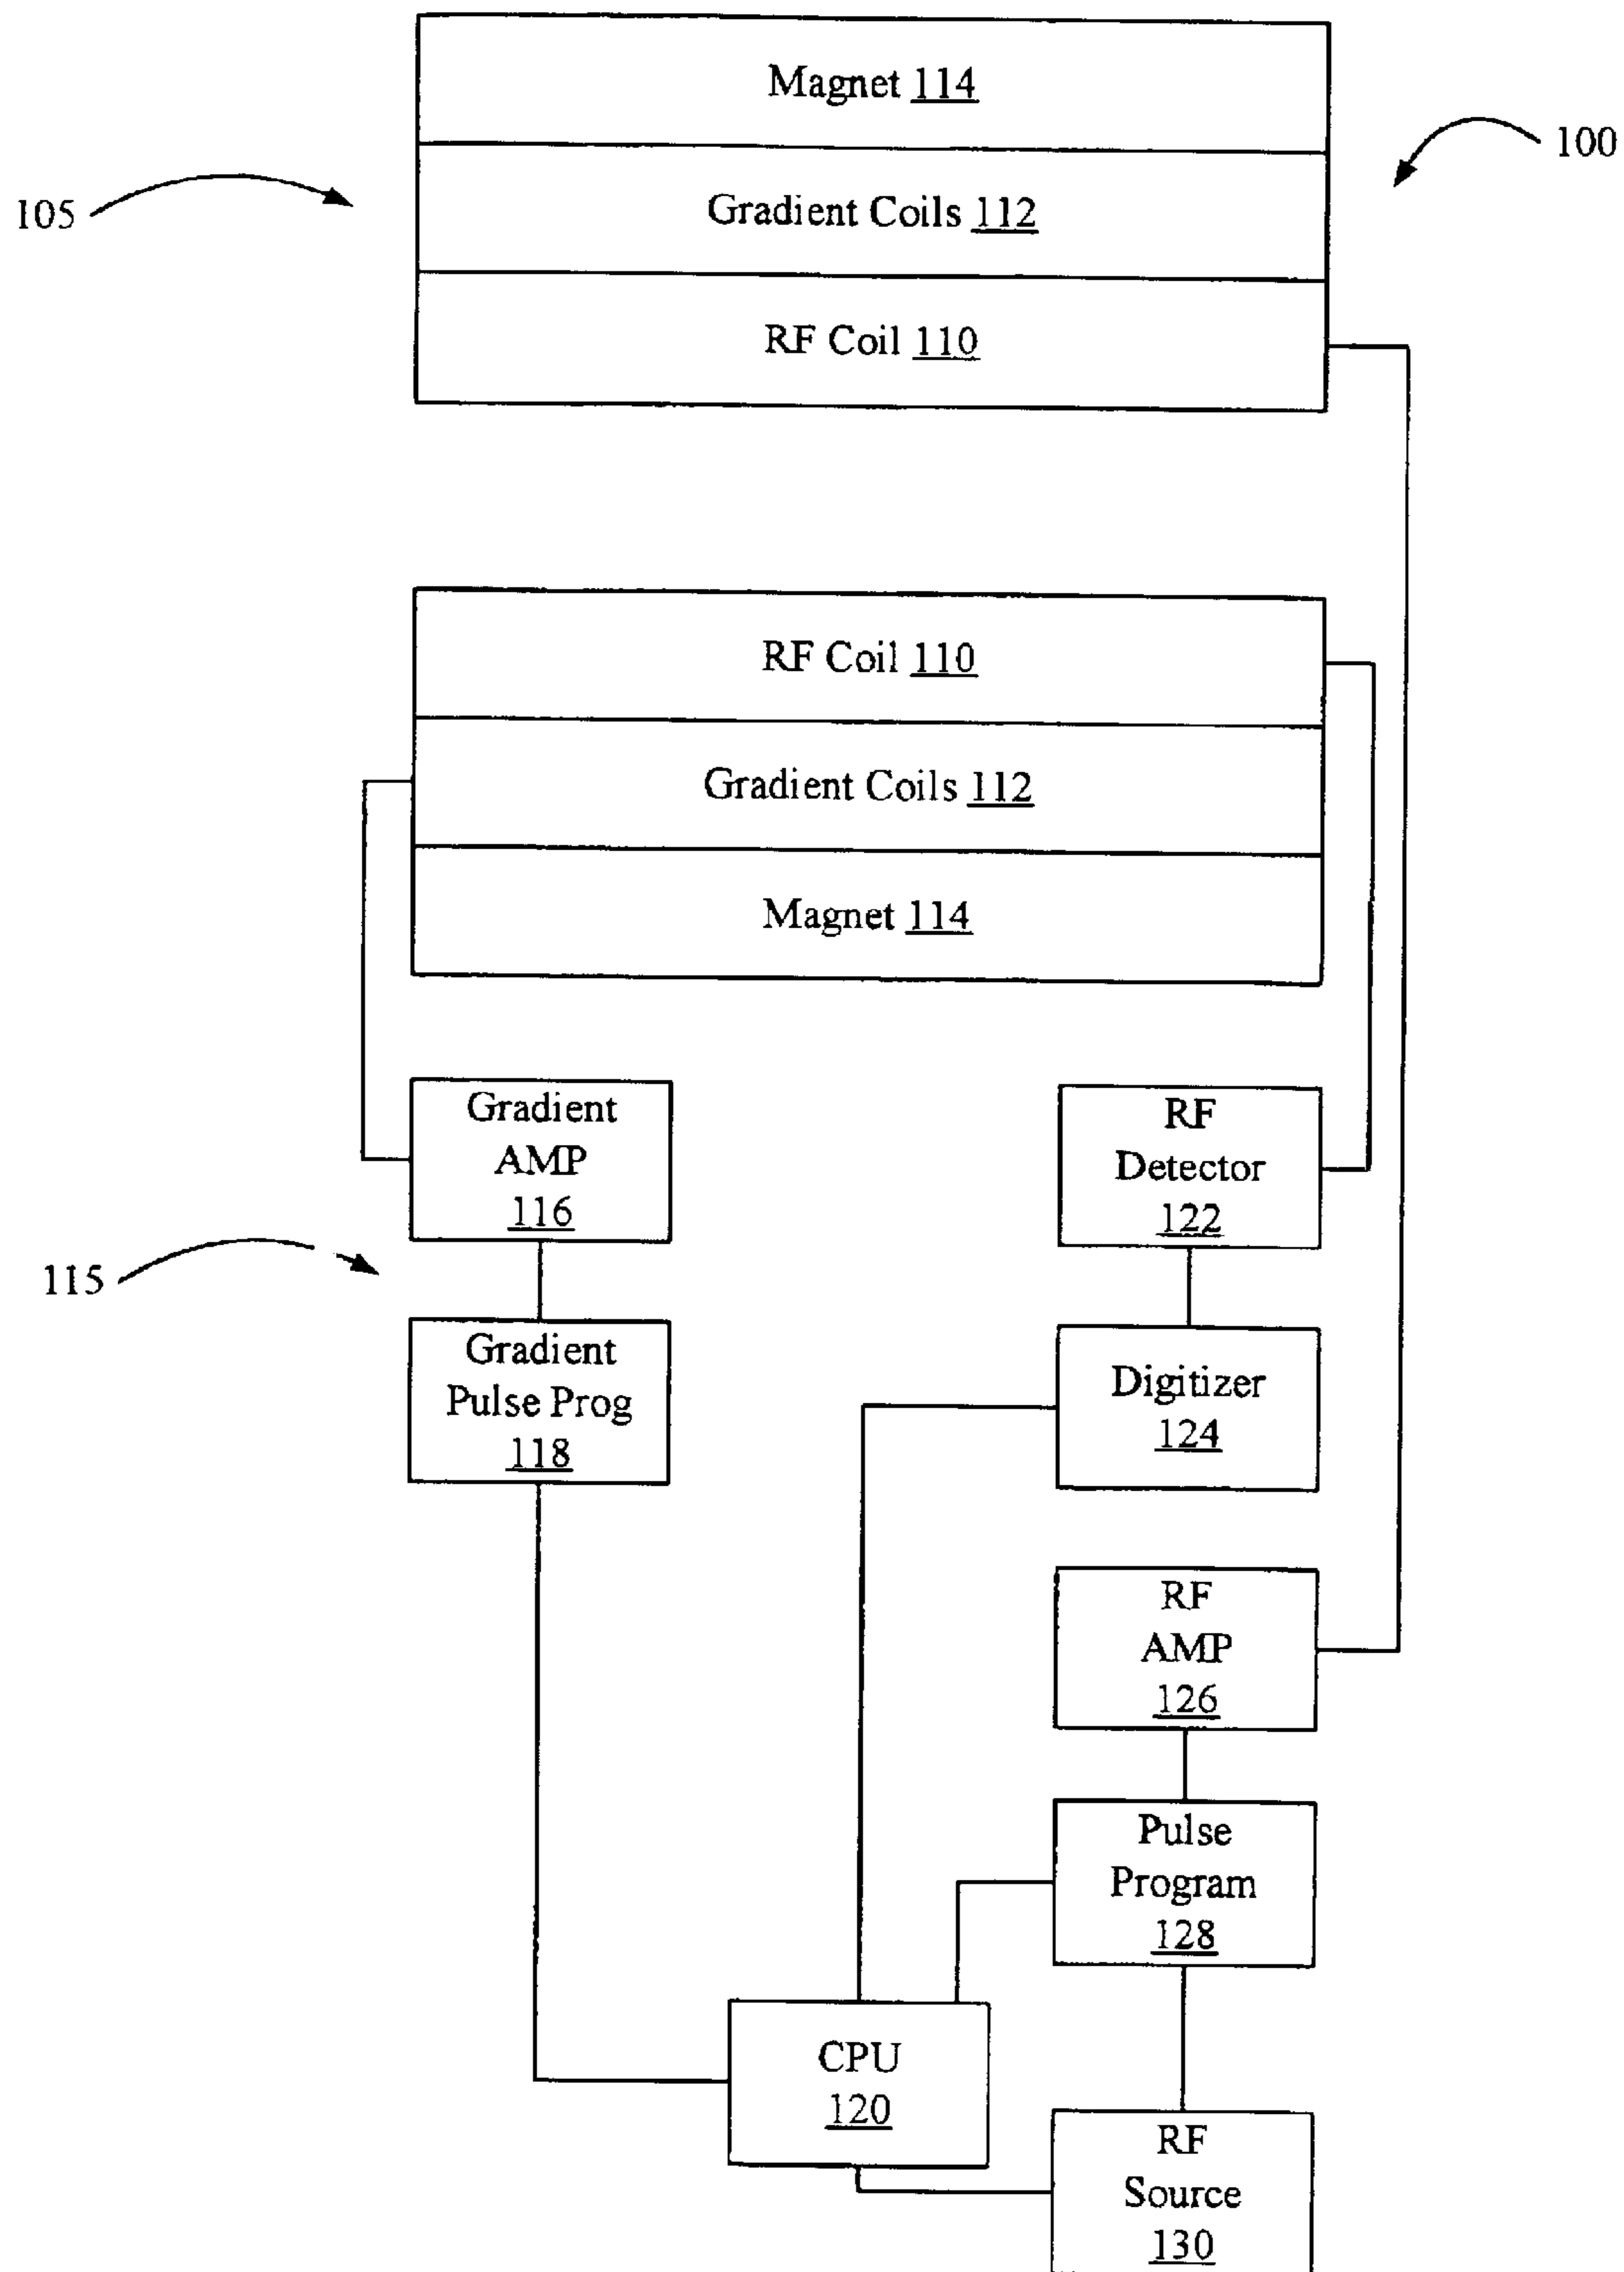 Magnet 114
100
105
Gradient Coils 112
RF Coil 110
RF Coil 110
Gradient Coils 112
Magnet 114
Gradient
AMP
116
RF
Detector
122
115
Gradient
Pulse Prog
118
Digitizer
124
RF
AMP
126
Pulse
Program
128
CPU
120
RF
Source
130